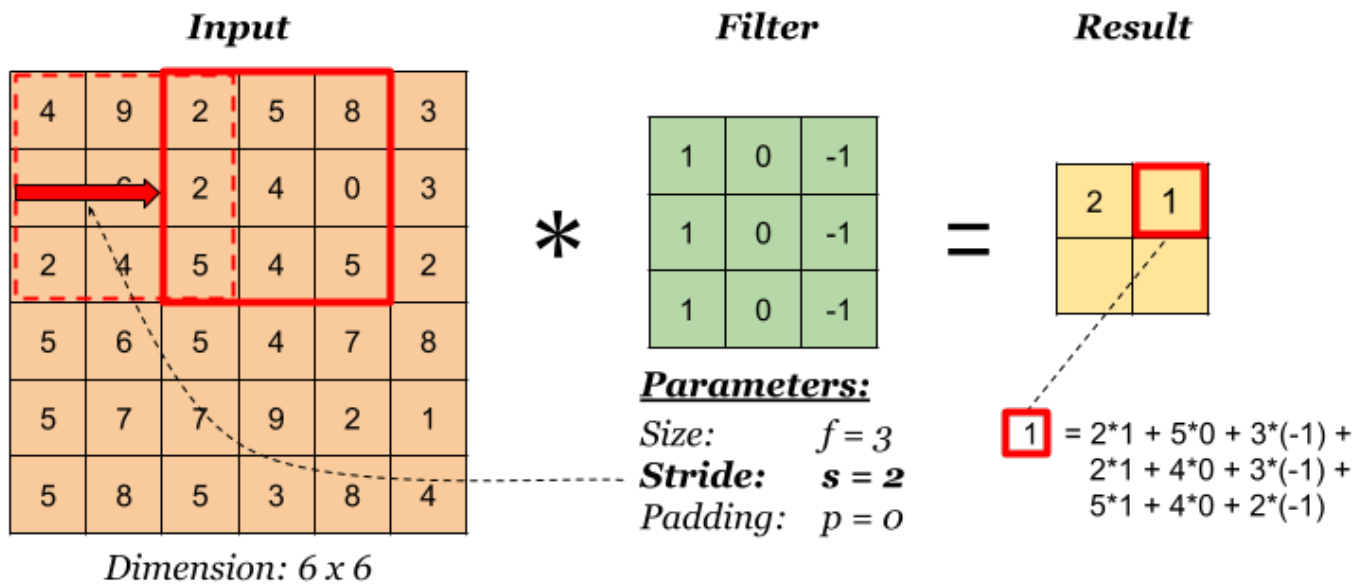 Input Filter Result
4 9 2 5 8 3
2 4 0 3
2 4 5 4 5 2
5 6 5 4 7 8
5 7 7 9 2 1
5 8 5 3 8 4
Dimension: 6 x 6
*
1 0 -1
1 0 -1
1 0 -1
Parameters:
Size: f = 3
Stride: s = 2
Padding: p = 0
=
2 1
1 = 2*1 + 5*0 + 3*(-1) +
2*1 + 4*0 + 3*(-1) +
5*1 + 4*0 + 2*(-1)